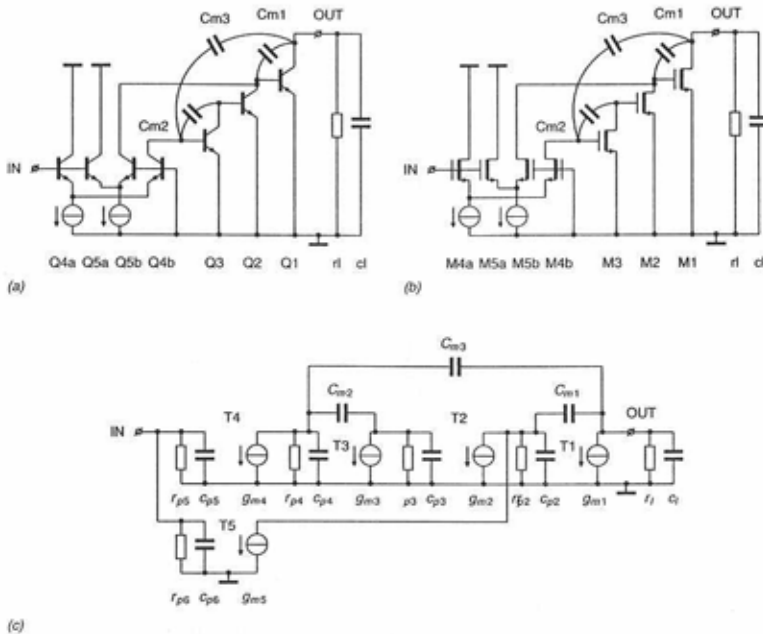 Cm3 Cm1 OUT
Cm2
IN
Q4a Q5a Q5b Q4b Q3 Q2 Q1 rl cl
(a)
Cm3 Cm1 OUT
Cm2
IN
M4a M5a M5b M4b M3 M2 M1 rl
(b)
Cm3
Cm2 Cm1
T4 T2 OUT
IN
T3 T1
rp5 cp5 gm4 rp4 cp4 gm3 p3 cp3 gm2 cp2 gm1 rl cl
T5
rp6 cp6 gm5
(c)